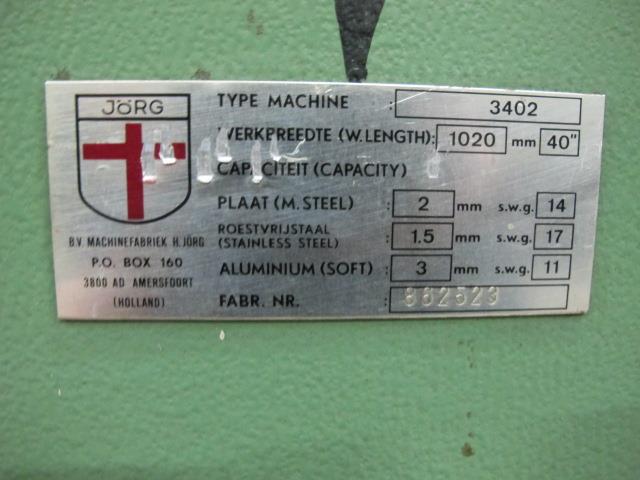 JÖRG
B.V. MACHINEFABRIEK H.JÖRG
P.O. BOX 160
3800 AD AMERSFOORT
(HOLLAND)
TYPE MACHINE : 3402
WERKBREEDTE (W.LENGTH): 1020 mm 40"
CAPACITEIT (CAPACITY)
PLAAT (M. STEEL) : 2 mm s.w.g. 14
ROESTVRIJSTAAL
(STAINLESS STEEL) : 1.5 mm s.w.g. 17
ALUMINIUM (SOFT) : 3 mm s.w.g. 11
FABR. NR. : 862523